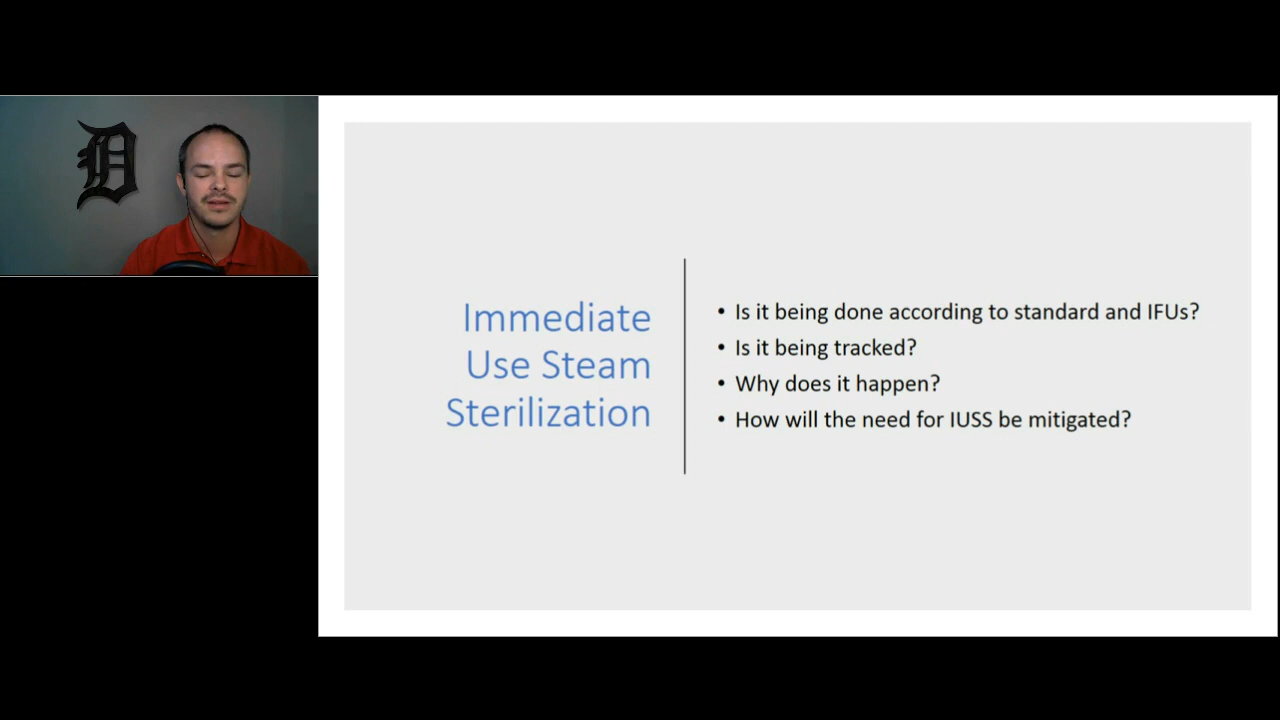 D
Immediate
Use Steam
Sterilization
• Is it being done according to standard and IFUs?
• Is it being tracked?
• Why does it happen?
• How will the need for IUSS be mitigated?